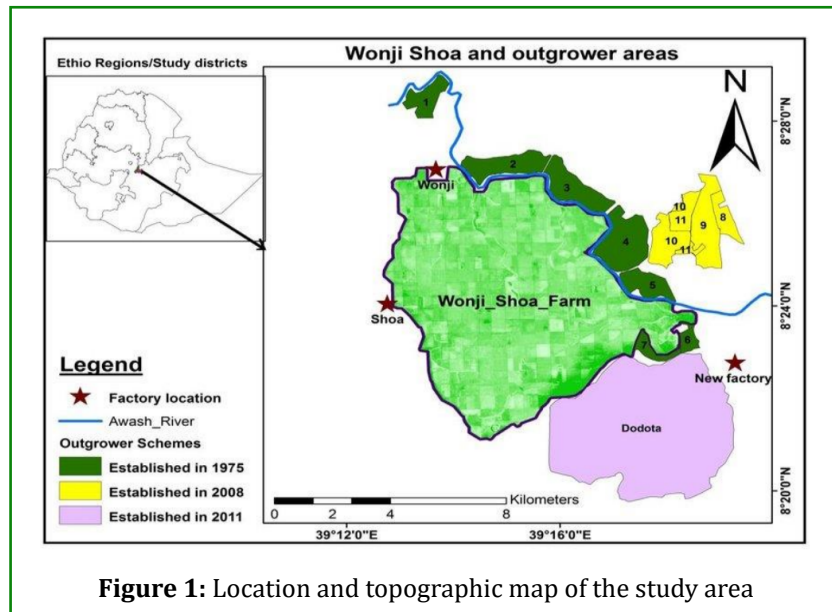 Wonji Shoa and outgrower areas
Ethio Regions/Study districts
N
1
2
3
4
5
6
7
8
9
10
11
10
11
Wonji
Wonji_Shoa_Farm
Shoa
New factory
Dodota
8°28'0"N
8°24'0"N
8°20'0"N
Legend
Factory location
Awash_River
Outgrower Schemes
Established in 1975
Established in 2008
Established in 2011
Kilometers
0 2 4 8
39°12'0"E 39°16'0"E
Figure 1: Location and topographic map of the study area